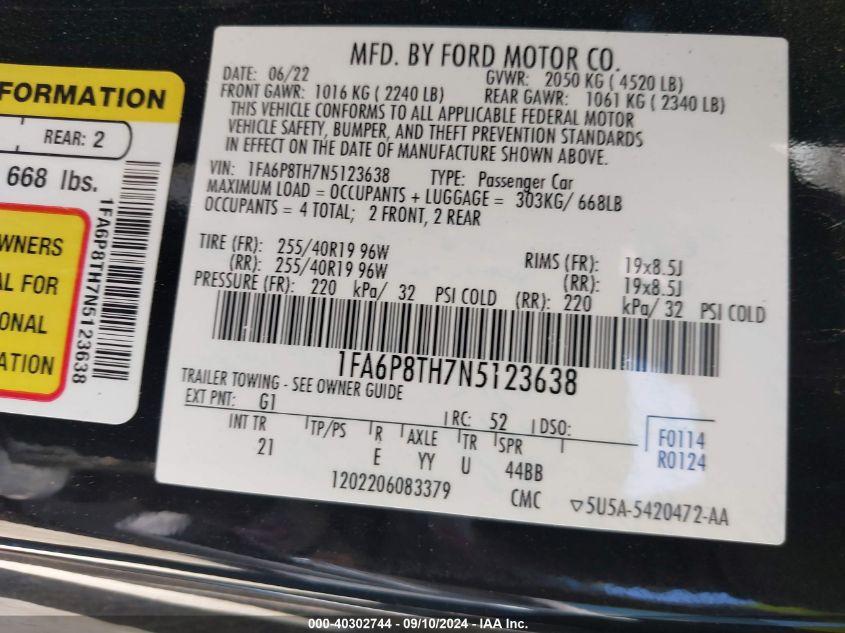 FORMATION
REAR: 2
668 lbs.
1FA6P8TH7N5123638
WNERS
AL FOR
ONAL
ATION
MFD. BY FORD MOTOR CO.
DATE: 06/22 GVWR: 2050 KG ( 4520 LB)
FRONT GAWR: 1016 KG ( 2240 LB) REAR GAWR: 1061 KG ( 2340 LB)
THIS VEHICLE CONFORMS TO ALL APPLICABLE FEDERAL MOTOR
VEHICLE SAFETY, BUMPER, AND THEFT PREVENTION STANDARDS
IN EFFECT ON THE DATE OF MANUFACTURE SHOWN ABOVE.
VIN: 1FA6P8TH7N5123638 TYPE: Passenger Car
MAXIMUM LOAD = OCCUPANTS + LUGGAGE = 303KG/ 668LB
OCCUPANTS = 4 TOTAL; 2 FRONT, 2 REAR
TIRE (FR): 255/40R19 96W RIMS (FR): 19x8.5J
(RR): 255/40R19 96W (RR): 19x8.5J
PRESSURE (FR): 220 kPa/ 32 PSI COLD (RR): 220 kPa/ 32 PSI COLD
1FA6P8TH7N5123638
TRAILER TOWING - SEE OWNER GUIDE
EXT PNT: G1 RC: 52 DSO:
INT TR TP/PS R AXLE TR SPR
21 E YY U 44BB
F0114
R0124
1202206083379 CMC ▽5U5A-5420472-AA
000-40302744 - 09/10/2024 - IAA Inc.